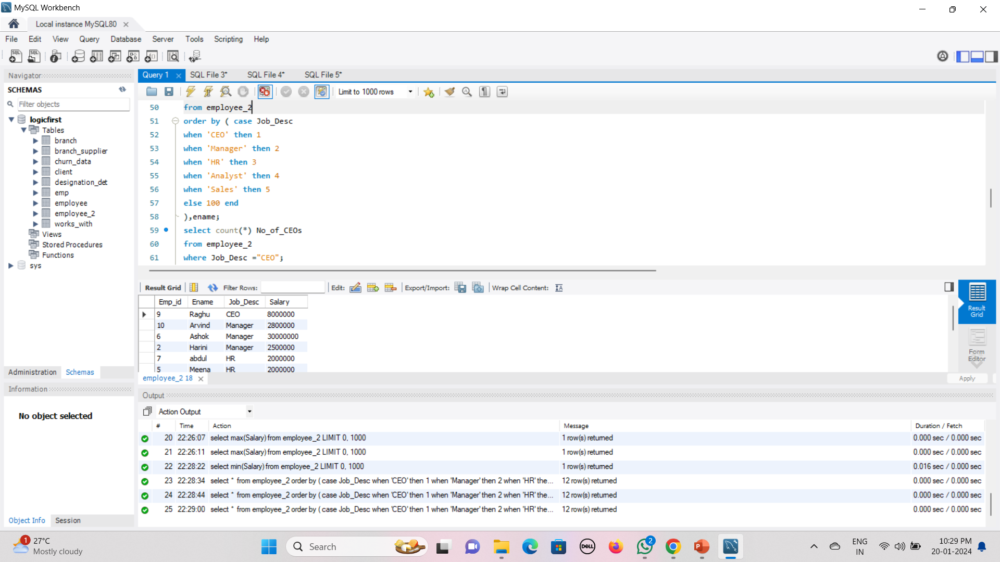 MySQL Workbench
Local instance MySQL80
File Edit View Query Database Server Tools Scripting Help
Navigator
SCHEMAS
Filter objects
logicfirst
Tables
branch
branch_supplier
churn_data
client
designation_det
emp
employee
employee_2
works_with
Views
Stored Procedures
Functions
sys
Administration Schemas
Information
No object selected
Object Info Session
Query 1 SQL File 3* SQL File 4* SQL File 5*
Limit to 1000 rows
50 from employee_2
51 order by ( case Job_Desc
52 when 'CEO' then 1
53 when 'Manager' then 2
54 when 'HR' then 3
55 when 'Analyst' then 4
56 when 'Sales' then 5
57 else 100 end
58 ),ename;
59 select count(*) No_of_CEOs
60 from employee_2
61 where Job_Desc ="CEO";
Result Grid Filter Rows: Edit: Export/Import: Wrap Cell Content:
Emp_id Ename Job_Desc Salary
9 Raghu CEO 8000000
10 Arvind Manager 2800000
6 Ashok Manager 30000000
2 Harini Manager 2500000
7 abdul HR 2000000
5 Meena HR 2000000
Result
Grid
Form
Editor
employee_2 18
Apply
Output
Action Output
# Time Action Message Duration / Fetch
20 22:26:07 select max(Salary) from employee_2 LIMIT 0, 1000 1 row(s) returned 0.000 sec / 0.000 sec
21 22:26:11 select max(Salary) from employee_2 LIMIT 0, 1000 1 row(s) returned 0.000 sec / 0.000 sec
22 22:28:22 select min(Salary) from employee_2 LIMIT 0, 1000 1 row(s) returned 0.016 sec / 0.000 sec
23 22:28:34 select * from employee_2 order by ( case Job_Desc when 'CEO' then 1 when 'Manager' then 2 when 'HR' the... 12 row(s) returned 0.000 sec / 0.000 sec
24 22:28:44 select * from employee_2 order by ( case Job_Desc when 'CEO' then 1 when 'Manager' then 2 when 'HR' the... 12 row(s) returned 0.000 sec / 0.000 sec
25 22:29:00 select * from employee_2 order by ( case Job_Desc when 'CEO' then 1 when 'Manager' then 2 when 'HR' the... 12 row(s) returned 0.000 sec / 0.000 sec
1
27°C
Mostly cloudy
Search
DELL
2
ENG
IN
10:29 PM
20-01-2024